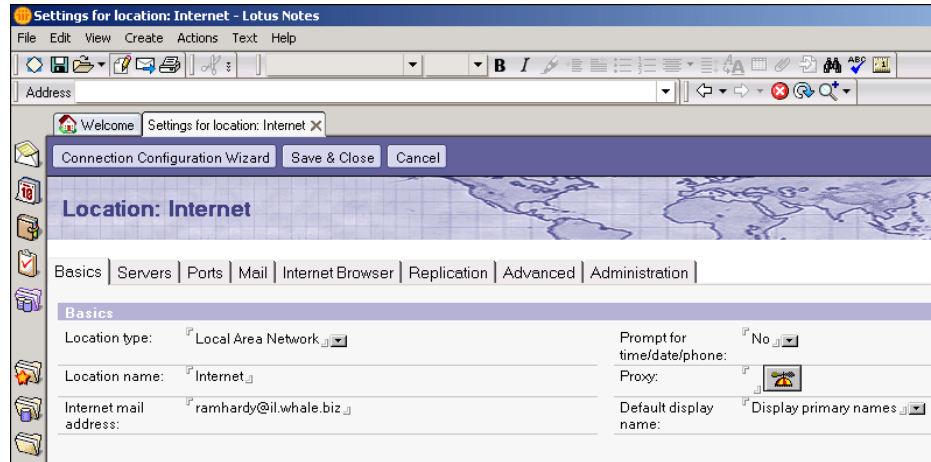 Settings for location: Internet - Lotus Notes
File Edit View Create Actions Text Help
B I
Address
Welcome Settings for location: Internet
Connection Configuration Wizard Save & Close Cancel
Location: Internet
Basics Servers Ports Mail Internet Browser Replication Advanced Administration
Basics
Location type: Local Area Network Prompt for time/date/phone: No
Location name: Internet Proxy:
Internet mail address: ramhardy@il.whale.biz Default display name: Display primary names